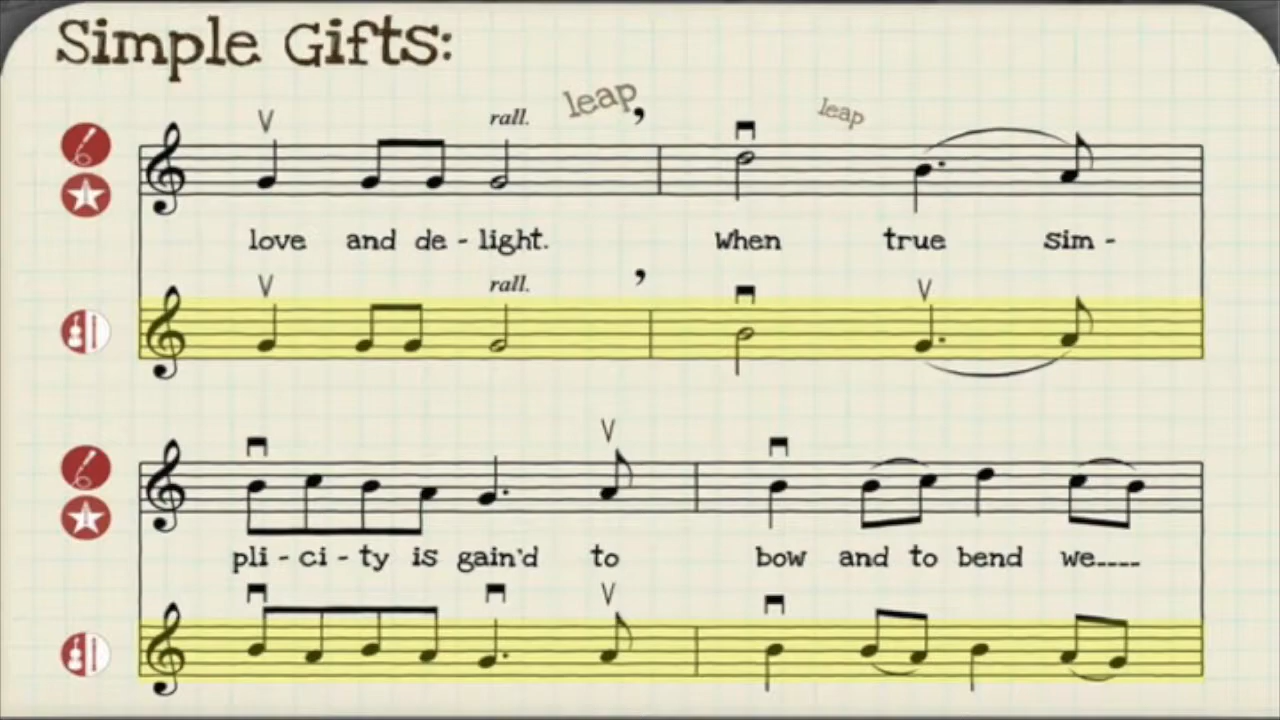 Simple Gifts:
rall. leap leap
love and de - light. When true sim -
rall.
pli - ci - ty is gain'd to bow and to bend we----